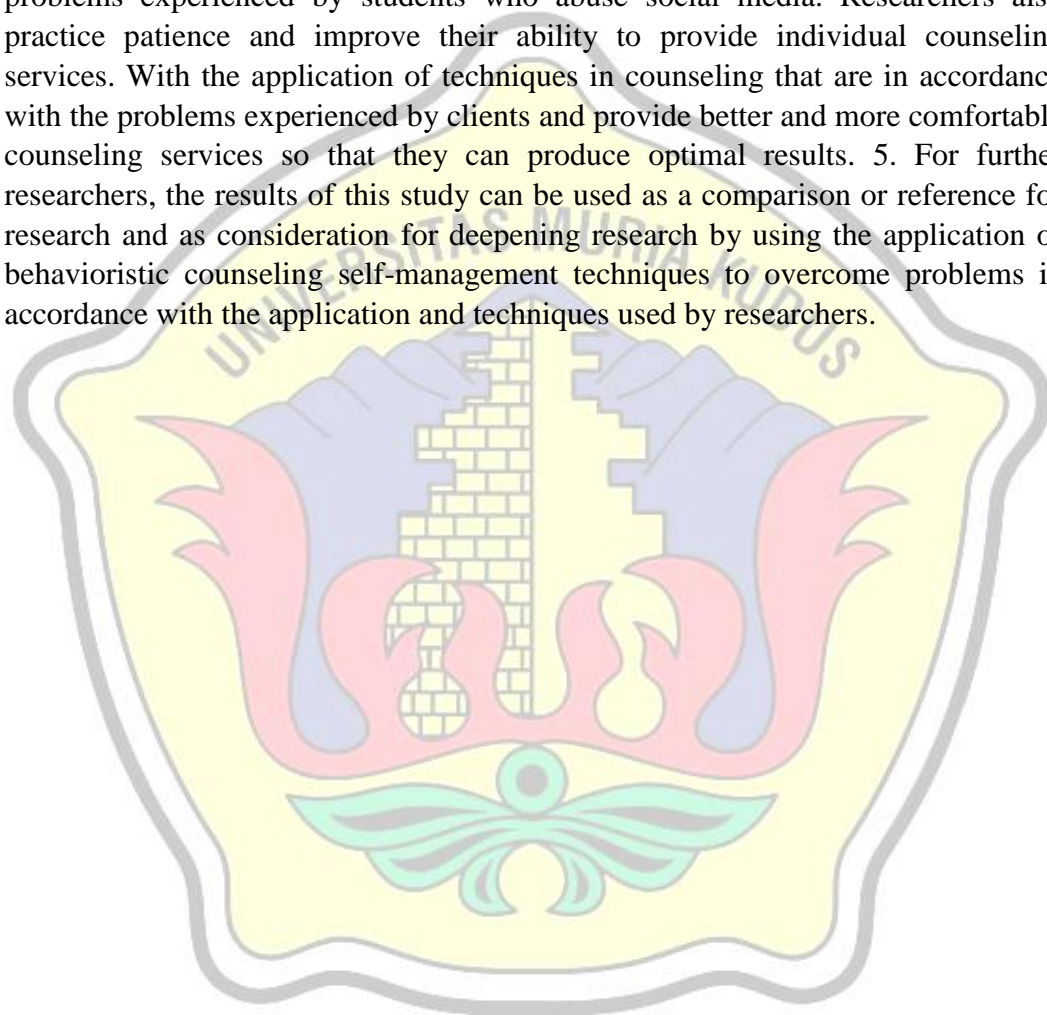 problems experienced by students who abuse social media. Researchers als
practice patience and improve their ability to provide individual counselin
services. With the application of techniques in counseling that are in accordanc
with the problems experienced by clients and provide better and more comfortabl
counseling services so that they can produce optimal results. 5. For furthe
researchers, the results of this study can be used as a comparison or reference fo
research and as consideration for deepening research by using the application o
behavioristic counseling self-management techniques to overcome problems i
accordance with the application and techniques used by researchers.
UNIVERSITAS MURIA KUDUS